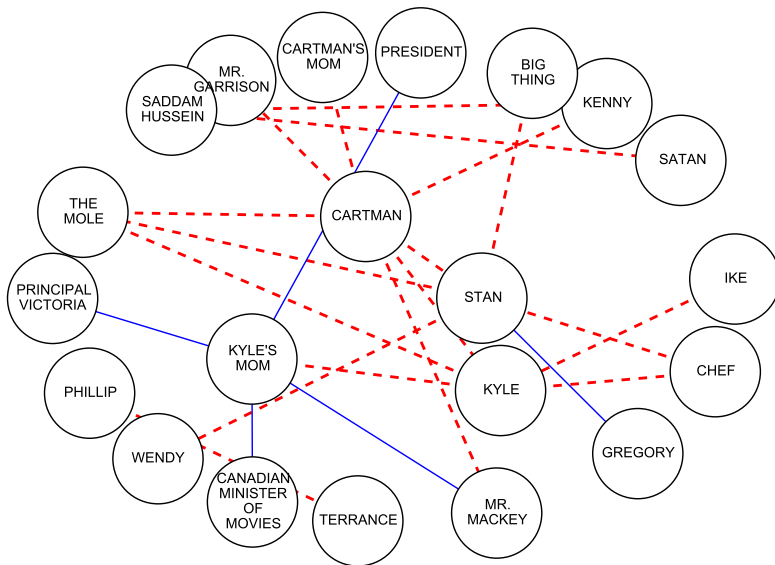 CARTMAN'S
MOM
PRESIDENT
MR.
GARRISON
BIG
THING
SADDAM
HUSSEIN
KENNY
SATAN
THE
MOLE
CARTMAN
PRINCIPAL
VICTORIA
STAN
IKE
KYLE'S
MOM
CHEF
PHILLIP
KYLE
WENDY
GREGORY
CANADIAN
MINISTER
OF
MOVIES
MR.
MACKEY
TERRANCE